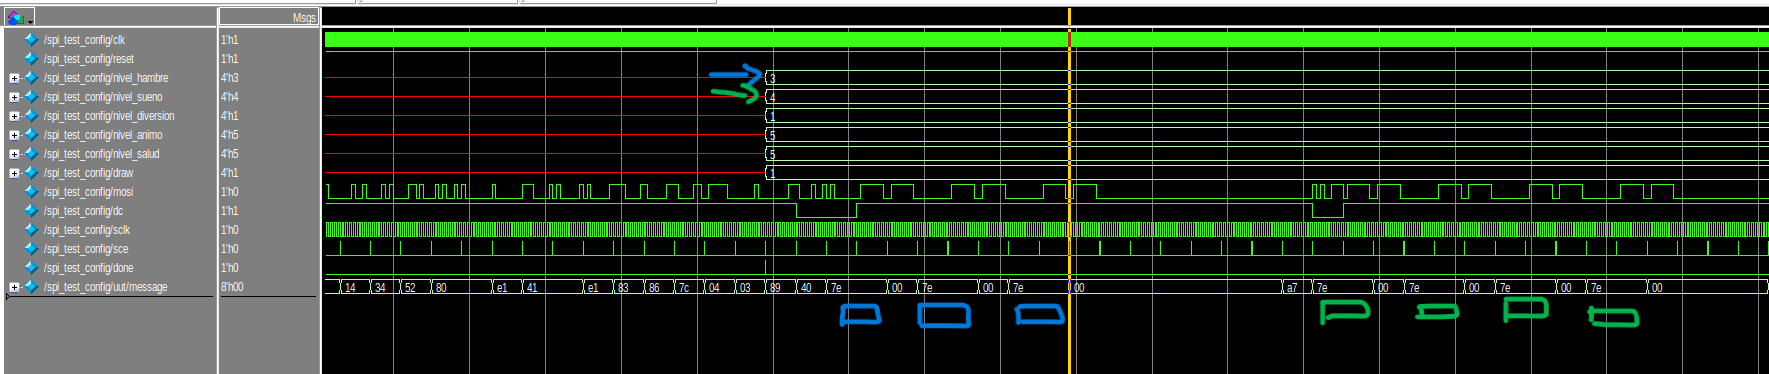 Msgs
/spi_test_config/clk 1'h1
/spi_test_config/reset 1'h1
/spi_test_config/nivel_hambre 4'h3 3
/spi_test_config/nivel_sueno 4'h4 4
/spi_test_config/nivel_diversion 4'h1 1
/spi_test_config/nivel_animo 4'h5 5
/spi_test_config/nivel_salud 4'h5 5
/spi_test_config/draw 4'h1 1
/spi_test_config/mosi 1'h0
/spi_test_config/dc 1'h1
/spi_test_config/sclk 1'h0
/spi_test_config/sce 1'h0
/spi_test_config/done 1'h0
/spi_test_config/uut/message 8'h00 14 34 52 80 e1 41 e1 83 86 7c 04 03 89 40 7e 00 7e 00 7e 00 a7 7e 00 7e 00 7e 00 7e 00